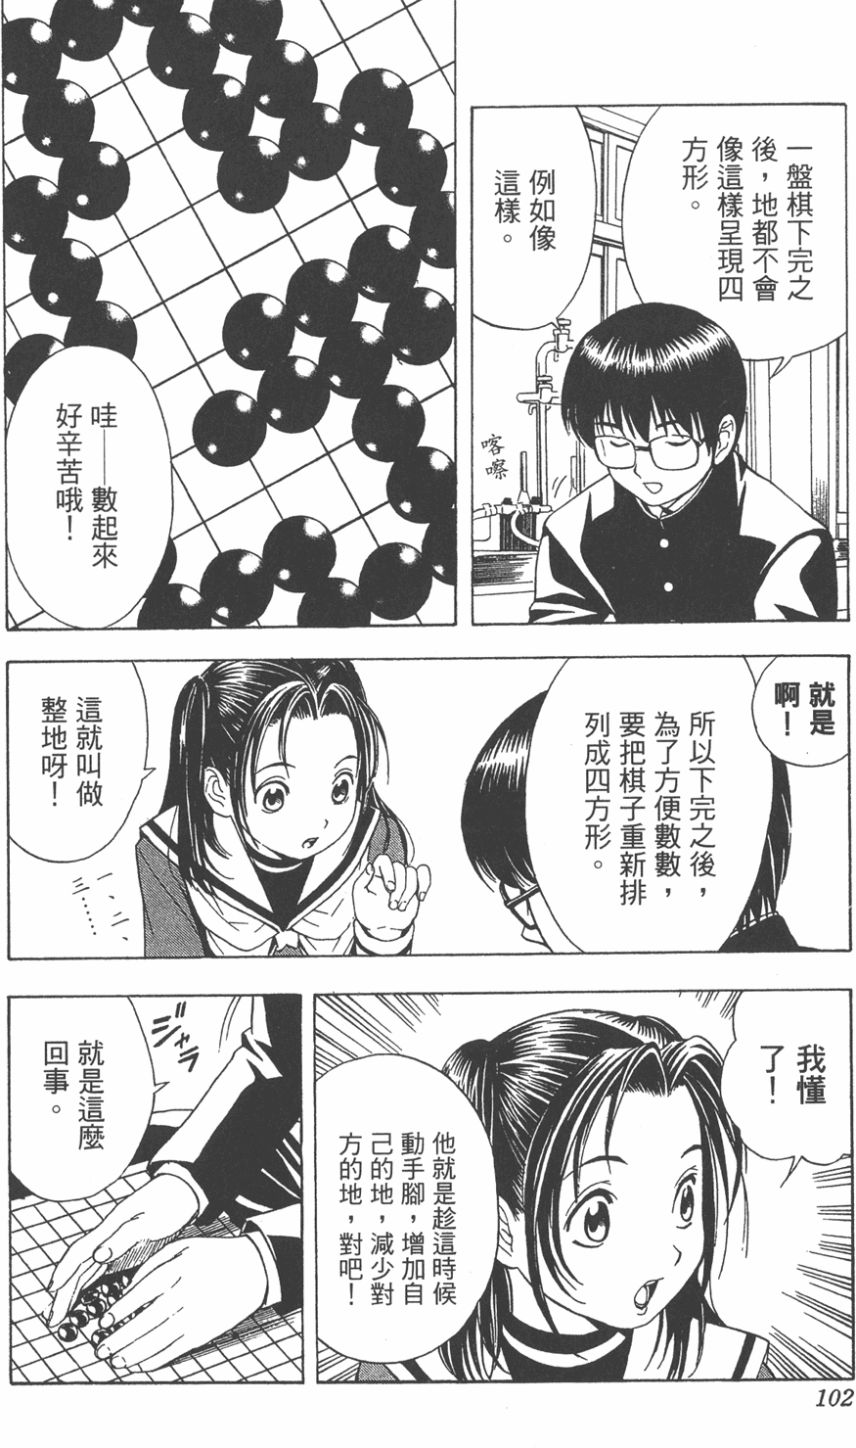 一盤棋下完之
後，地都不會
像這樣呈現四
方形。
例如像
這樣。
喀嚓
哇──數起來
好辛苦哦！
就是
啊！
所以下完之後，
為了方便數數，
要把棋子重新排
列成四方形。
這就叫做
整地呀！
一、二、
三……
我懂
了！
他就是趁這時候
動手腳，增加自
己的地，減少對
方的地，對吧！
ジャラ
就是這麼
回事。
102